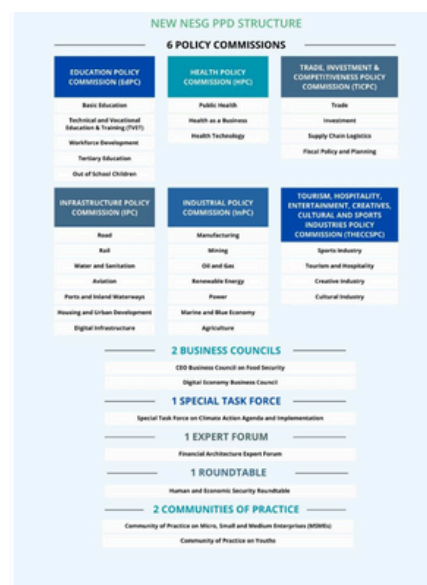 NEW NESG PPD STRUCTURE
6 POLICY COMMISSIONS
EDUCATION POLICY
COMMISSION (EdPC)
Basic Education
Technical and Vocational
Education & Training (TVET)
Workforce Development
Tertiary Education
Out of School Children
HEALTH POLICY
COMMISSION (HPC)
Public Health
Health as a Business
Health Technology
TRADE, INVESTMENT &
COMPETITIVENESS POLICY
COMMISSION (TICPC)
Trade
Investment
Supply Chain Logistics
Fiscal Policy and Planning
INFRASTRUCTURE POLICY
COMMISSION (IPC)
Road
Rail
Water and Sanitation
Aviation
Ports and Inland Waterways
Housing and Urban Development
Digital Infrastructure
INDUSTRIAL POLICY
COMMISSION (InPC)
Manufacturing
Mining
Oil and Gas
Renewable Energy
Power
Marine and Blue Economy
Agriculture
TOURISM, HOSPITALITY,
ENTERTAINMENT, CREATIVES,
CULTURAL AND SPORTS
INDUSTRIES POLICY
COMMISSION (THECCSPC)
Sports Industry
Tourism and Hospitality
Creative Industry
Cultural Industry
2 BUSINESS COUNCILS
CEO Business Council on Food Security
Digital Economy Business Council
1 SPECIAL TASK FORCE
Special Task Force on Climate Action Agenda and Implementation
1 EXPERT FORUM
Financial Architecture Expert Forum
1 ROUNDTABLE
Human and Economic Security Roundtable
2 COMMUNITIES OF PRACTICE
Community of Practice on Micro, Small and Medium Enterprises (MSMEs)
Community of Practice on Youths